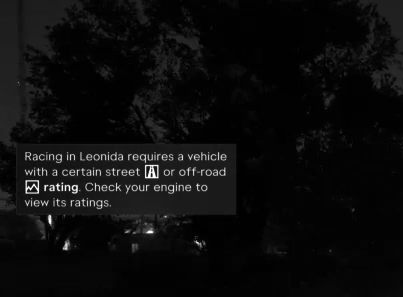 Racing in Leonida requires a vehicle
with a certain street or off-road
rating. Check your engine to
view its ratings.